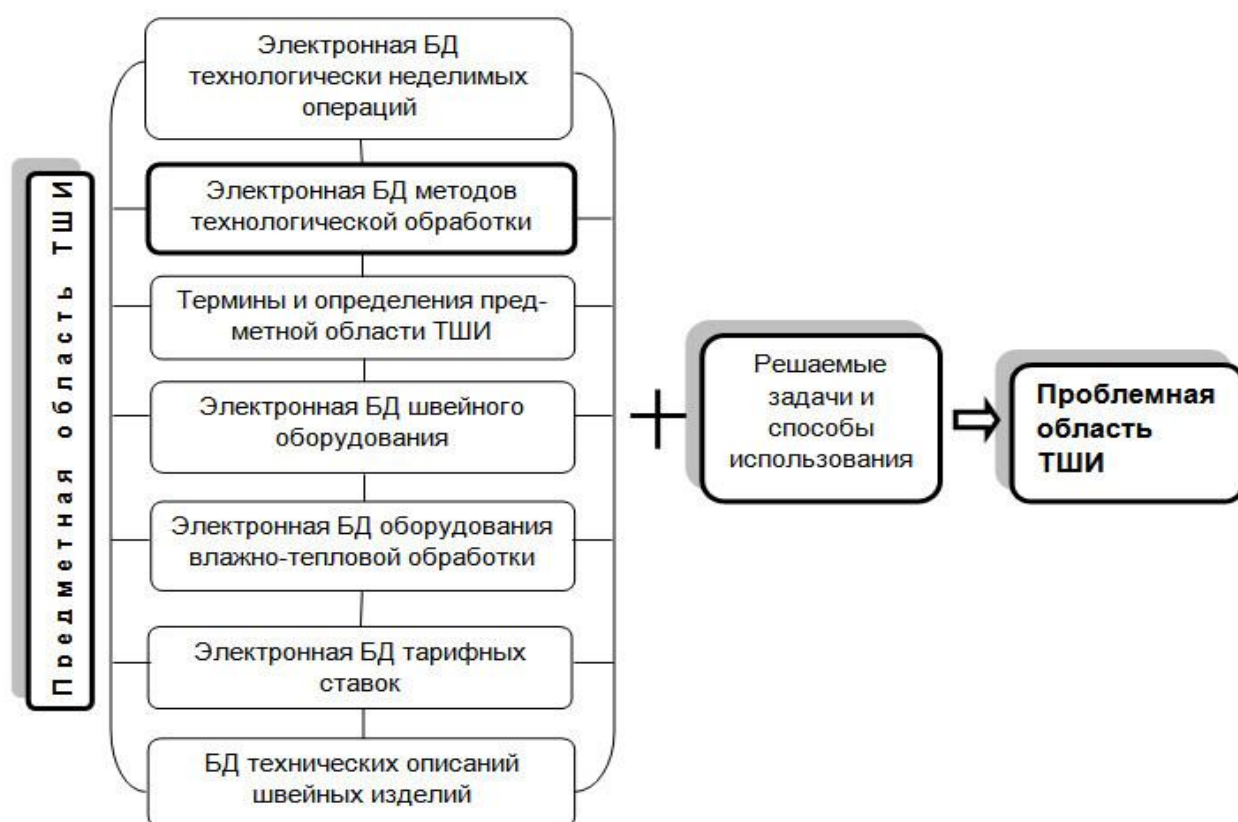 Предметная область ТШИ
Электронная БД
технологически неделимых
операций
Электронная БД методов
технологической обработки
Термины и определения пред-
метной области ТШИ
Электронная БД швейного
оборудования
Электронная БД оборудования
влажно-тепловой обработки
Электронная БД тарифных
ставок
БД технических описаний
швейных изделий
Решаемые
задачи и
способы
использования
Проблемная
область
ТШИ